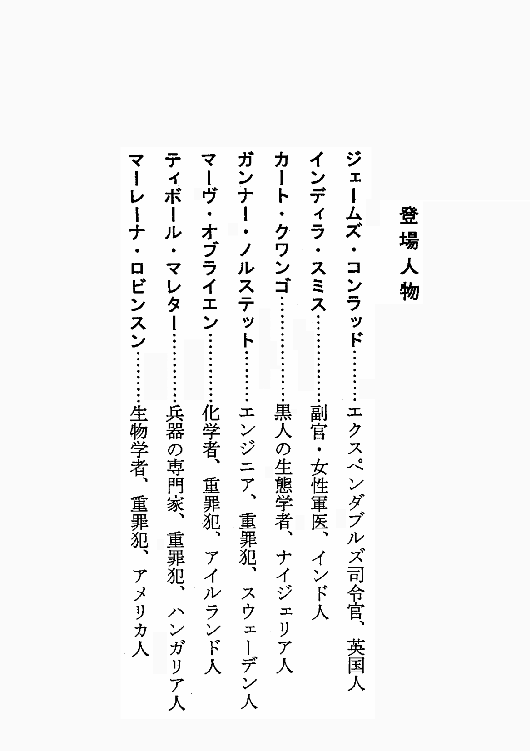 登場人物
ジェームズ・コンラッド………エクスペンダブルズ司令官、英国人
インディラ・スミス……………副官・女性軍医、インド人
カート・クワンゴ………………黒人の生態学者、ナイジェリア人
ガンナー・ノルステット………エンジニア、重罪犯、スウェーデン人
マーヴ・オブライエン…………化学者、重罪犯、アイルランド人
ティボール・マレター…………兵器の専門家、重罪犯、ハンガリア人
マーレーナ・ロビンスン………生物学者、重罪犯、アメリカ人